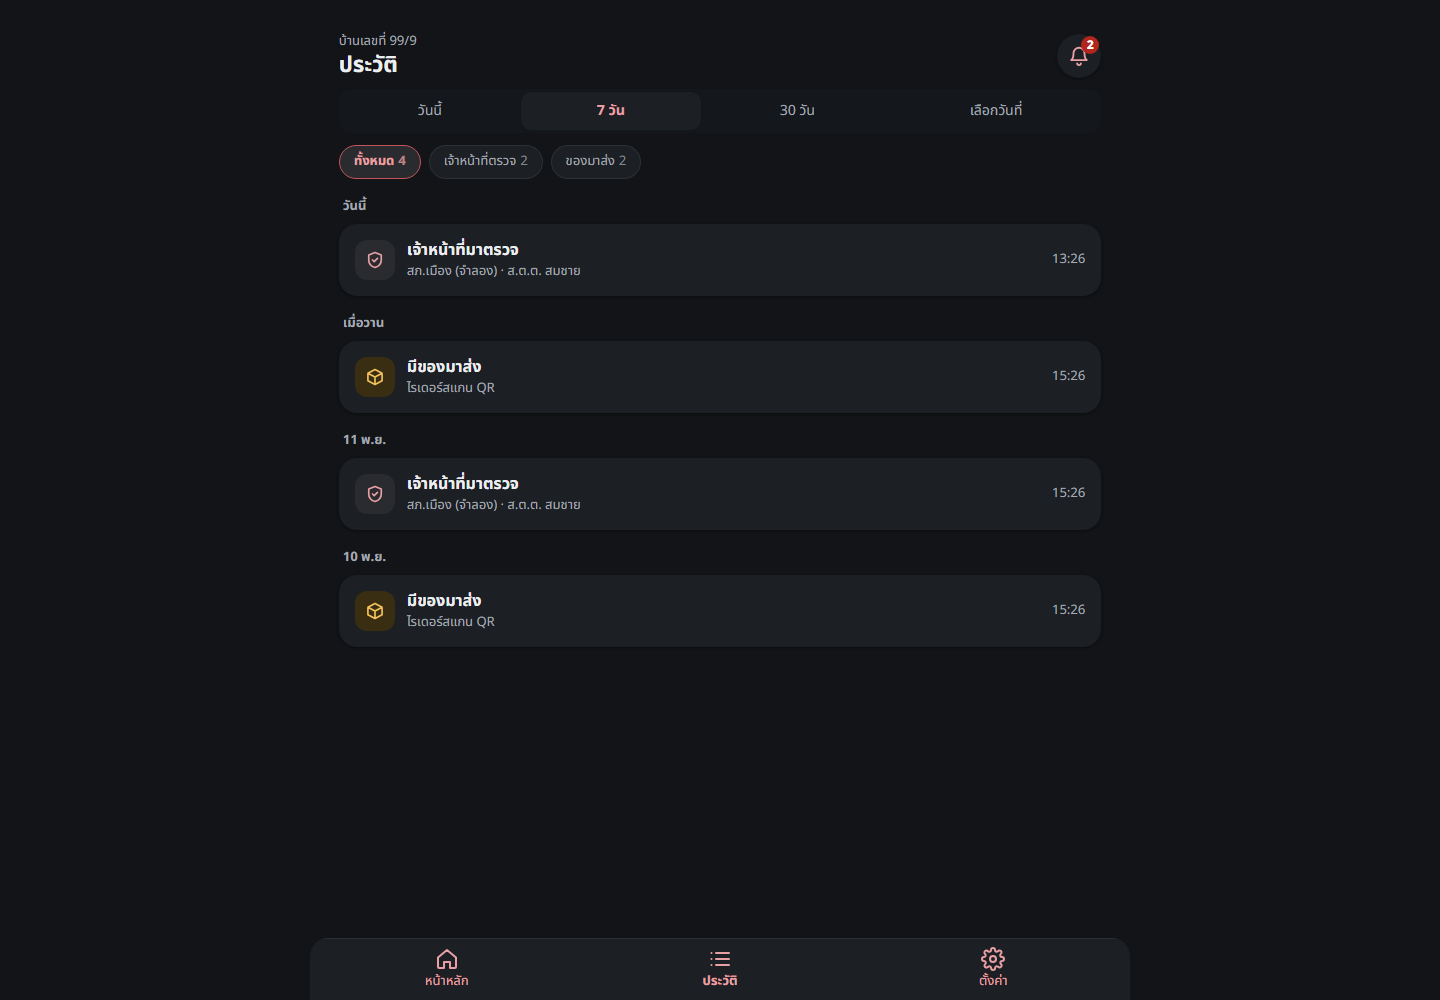 บ้านเลขที่ 99/9
ประวัติ
2
วันนี้
7 วัน
30 วัน
เลือกวันที่
ทั้งหมด 4
เจ้าหน้าที่ตรวจ 2
ของมาส่ง 2
วันนี้
เจ้าหน้าที่มาตรวจ
สภ.เมือง (จำลอง) · ส.ต.ต. สมชาย
13:26
เมื่อวาน
มีของมาส่ง
ไรเดอร์สแกน QR
15:26
11 พ.ย.
เจ้าหน้าที่มาตรวจ
สภ.เมือง (จำลอง) · ส.ต.ต. สมชาย
15:26
10 พ.ย.
มีของมาส่ง
ไรเดอร์สแกน QR
15:26
หน้าหลัก
ประวัติ
ตั้งค่า